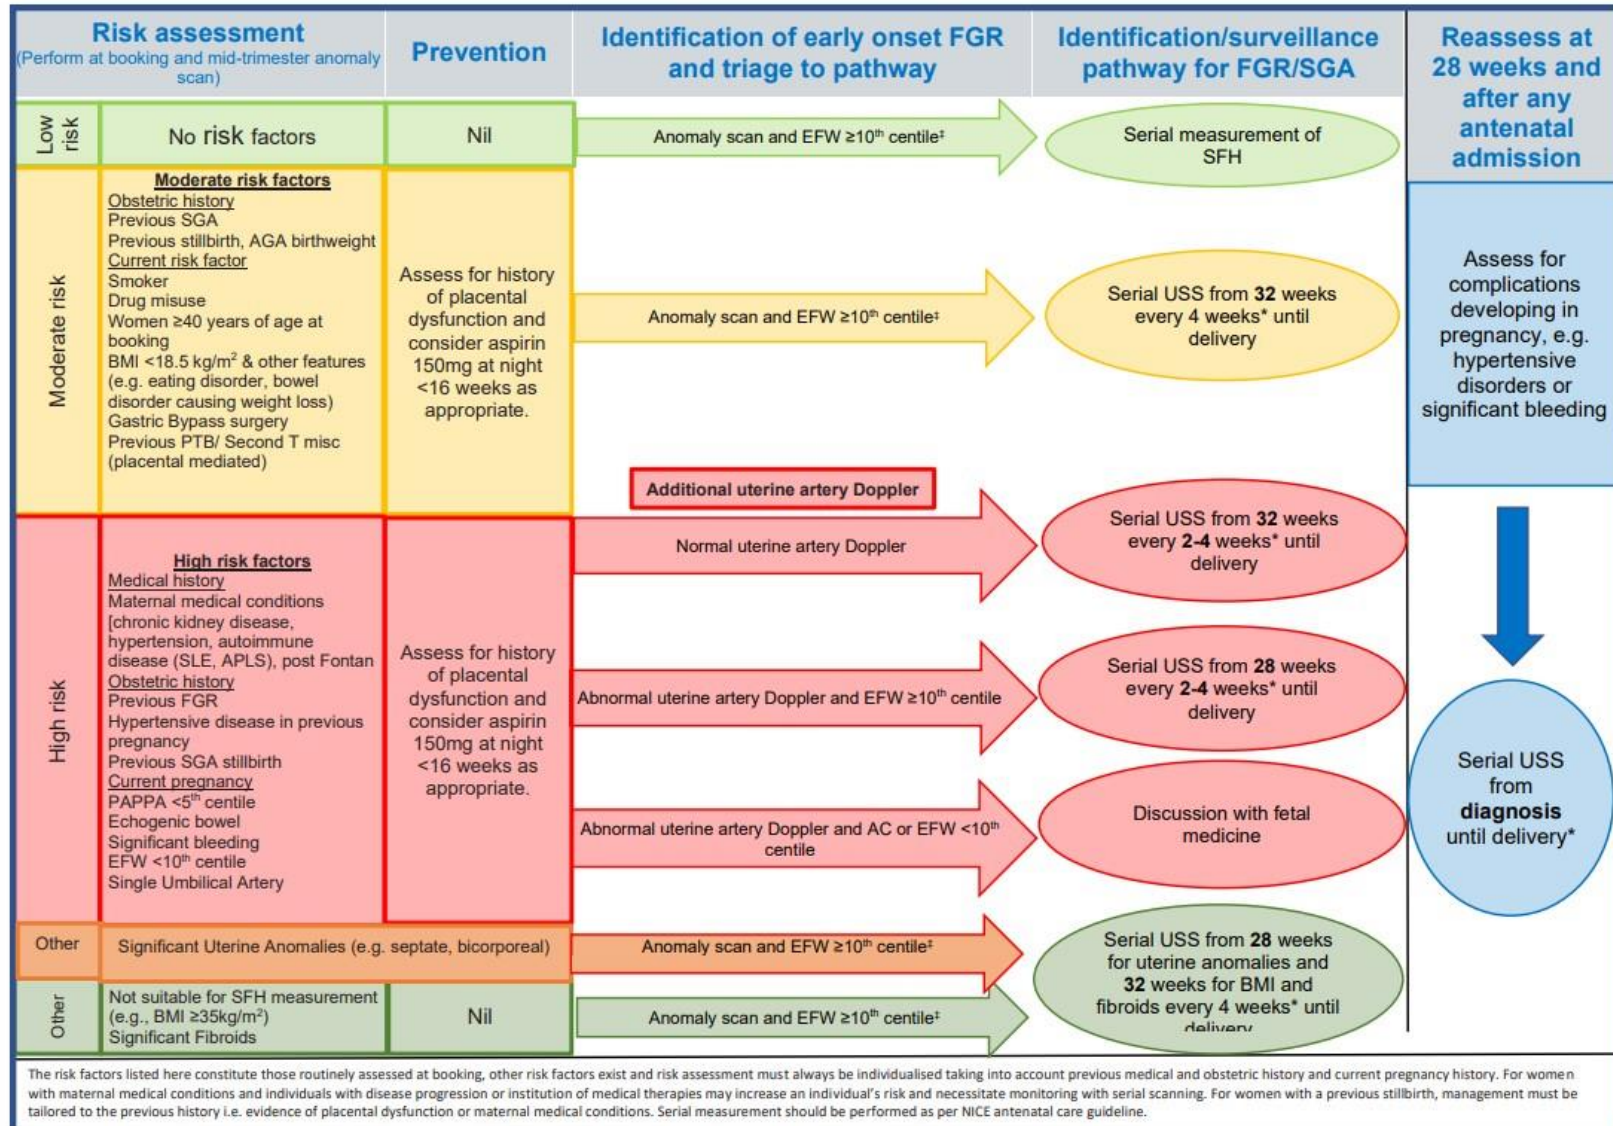 Risk assessment
(Perform at booking and mid-trimester anomaly
scan)
Prevention
Identification of early onset FGR
and triage to pathway
Identification/surveillance
pathway for FGR/SGA
Reassess at
28 weeks and
after any
antenatal
admission
Low
risk
No risk factors
Nil
Anomaly scan and EFW ≥10th centile‡
Serial measurement of
SFH
Moderate risk
Moderate risk factors
Obstetric history
Previous SGA
Previous stillbirth, AGA birthweight
Current risk factor
Smoker
Drug misuse
Women ≥40 years of age at
booking
BMI <18.5 kg/m2 & other features
(e.g. eating disorder, bowel
disorder causing weight loss)
Gastric Bypass surgery
Previous PTB/ Second T misc
(placental mediated)
Assess for history
of placental
dysfunction and
consider aspirin
150mg at night
<16 weeks as
appropriate.
Anomaly scan and EFW ≥10th centile‡
Serial USS from 32 weeks
every 4 weeks* until
delivery
Assess for
complications
developing in
pregnancy, e.g.
hypertensive
disorders or
significant bleeding
High risk
High risk factors
Medical history
Maternal medical conditions
[chronic kidney disease,
hypertension, autoimmune
disease (SLE, APLS), post Fontan
Obstetric history
Previous FGR
Hypertensive disease in previous
pregnancy
Previous SGA stillbirth
Current pregnancy
PAPPA <5th centile
Echogenic bowel
Significant bleeding
EFW <10th centile
Single Umbilical Artery
Assess for history
of placental
dysfunction and
consider aspirin
150mg at night
<16 weeks as
appropriate.
Additional uterine artery Doppler
Normal uterine artery Doppler
Serial USS from 32 weeks
every 2-4 weeks* until
delivery
Abnormal uterine artery Doppler and EFW ≥10th centile
Serial USS from 28 weeks
every 2-4 weeks* until
delivery
Abnormal uterine artery Doppler and AC or EFW <10th
centile
Discussion with fetal
medicine
Serial USS
from
diagnosis
until delivery*
Other
Significant Uterine Anomalies (e.g. septate, bicorporeal)
Anomaly scan and EFW ≥10th centile‡
Serial USS from 28 weeks
for uterine anomalies and
32 weeks for BMI and
fibroids every 4 weeks* until
delivery
Other
Not suitable for SFH measurement
(e.g., BMI ≥35kg/m2)
Significant Fibroids
Nil
Anomaly scan and EFW ≥10th centile‡
The risk factors listed here constitute those routinely assessed at booking, other risk factors exist and risk assessment must always be individualised taking into account previous medical and obstetric history and current pregnancy history. For women
with maternal medical conditions and individuals with disease progression or institution of medical therapies may increase an individual's risk and necessitate monitoring with serial scanning. For women with a previous stillbirth, management must be
tailored to the previous history i.e. evidence of placental dysfunction or maternal medical conditions. Serial measurement should be performed as per NICE antenatal care guideline.